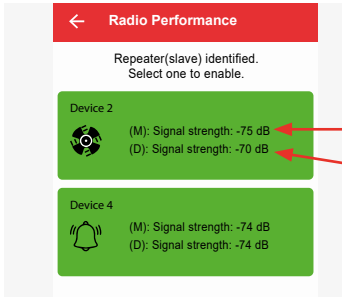 Radio Performance
Repeater(slave) identified.
Select one to enable.
Device 2
(M): Signal strength: -75 dB
(D): Signal strength: -70 dB
Device 4
(M): Signal strength: -74 dB
(D): Signal strength: -74 dB